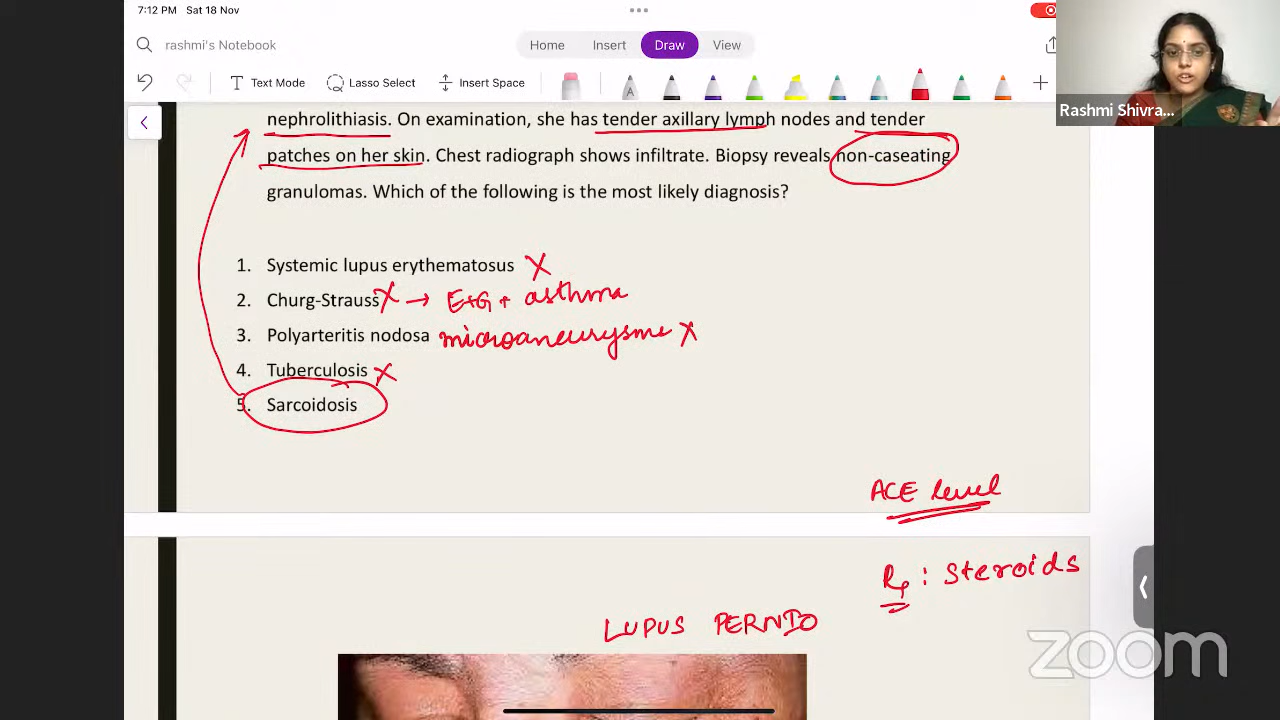 7:12 PM Sat 18 Nov
rashmi's Notebook
Home Insert Draw View
Text Mode Lasso Select Insert Space
A
Rashmi Shivra...
nephrolithiasis. On examination, she has tender axillary lymph nodes and tender
patches on her skin. Chest radiograph shows infiltrate. Biopsy reveals non-caseating
granulomas. Which of the following is the most likely diagnosis?
1. Systemic lupus erythematosus X
2. Churg-Strauss X → E+G + asthma
3. Polyarteritis nodosa microaneurysms X
4. Tuberculosis X
5. Sarcoidosis
ACE level
Rx : Steroids
LUPUS PERNIO
zoom